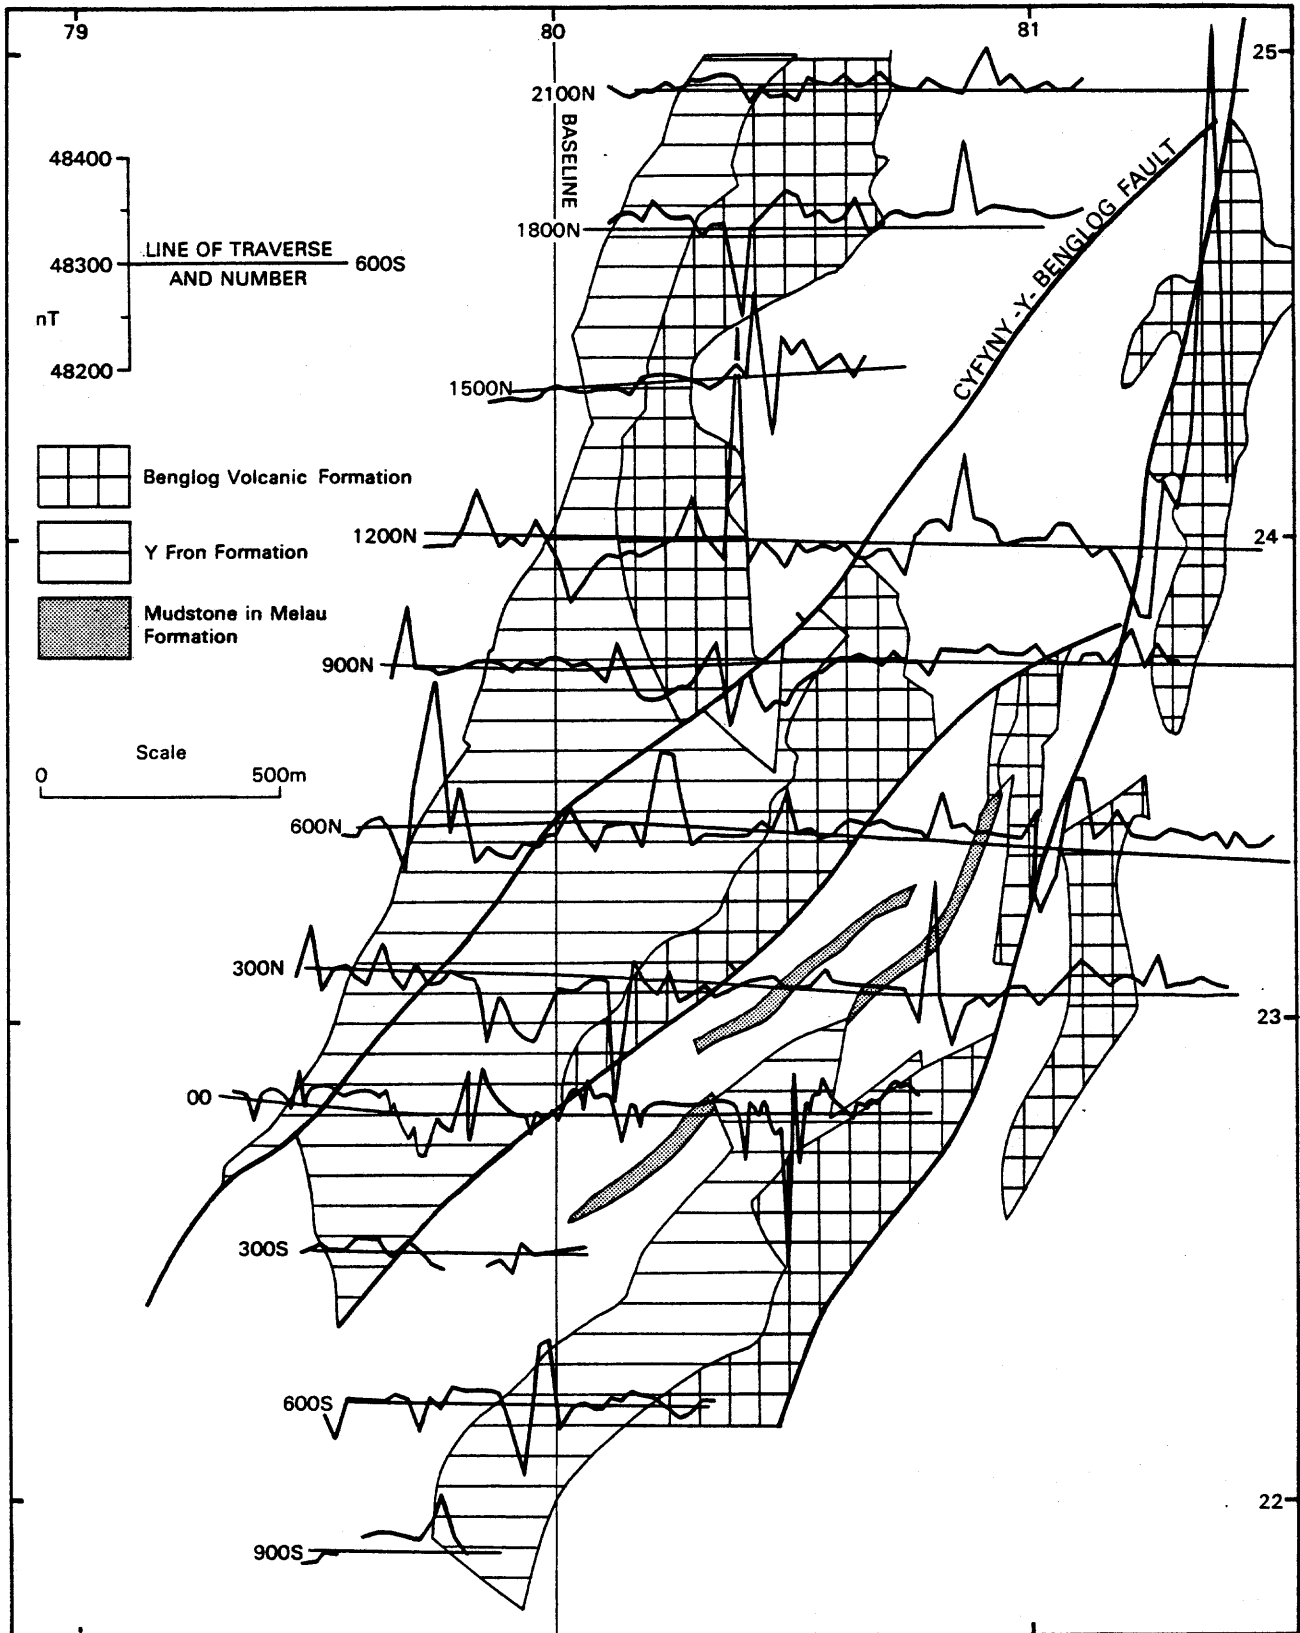 79
80
81
25
2100N
BASELINE
48400
1800N
LINE OF TRAVERSE
AND NUMBER
600S
48300
nT
48200
CYFYNY-Y-BENGLOG FAULT
1500N
Benglog Volcanic Formation
1200N
24
Y Fron Formation
Mudstone in Melau
Formation
900N
Scale
0
500m
600N
300N
23
00
300S
600S
22
900S